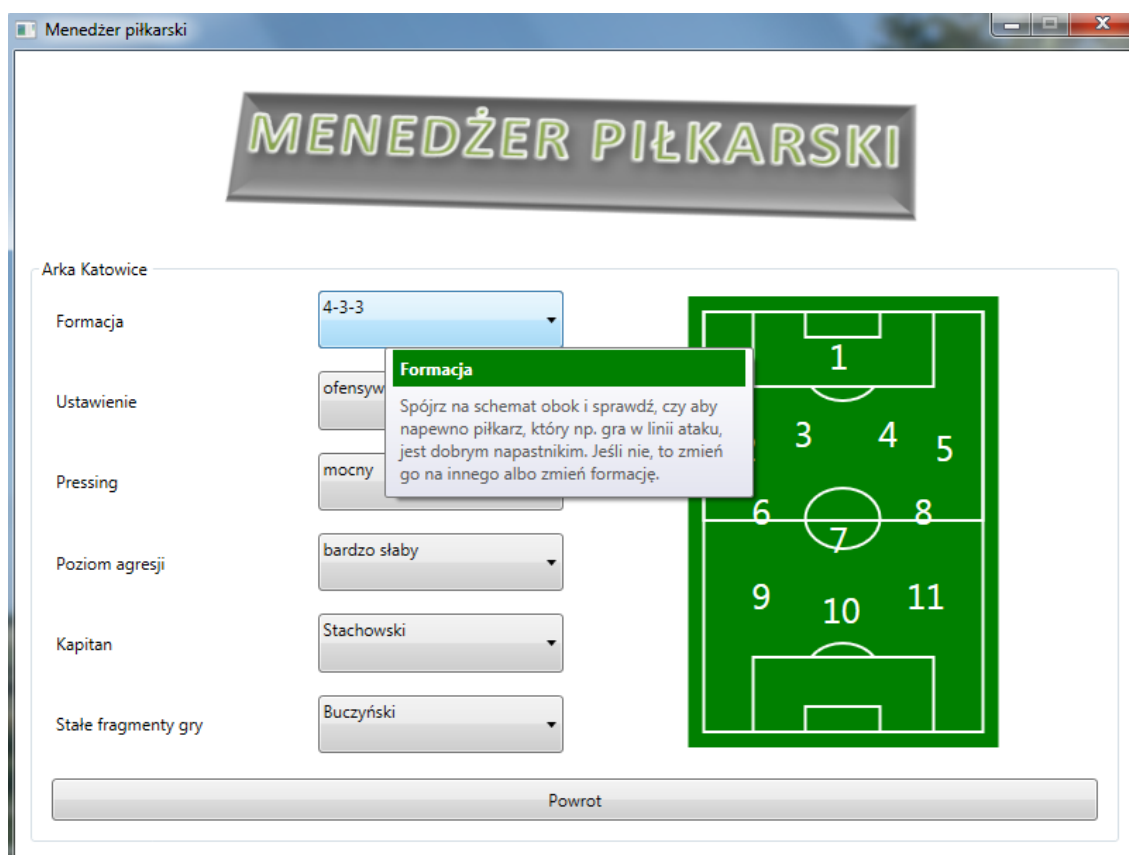 Menedżer piłkarski
MENEDŻER PIŁKARSKI
Arka Katowice
Formacja
4-3-3
Formacja
Spójrz na schemat obok i sprawdź, czy aby
napewno piłkarz, który np. gra w linii ataku,
jest dobrym napastnikim. Jeśli nie, to zmień
go na innego albo zmień formację.
Ustawienie
ofensyw
Pressing
mocny
Poziom agresji
bardzo słaby
Kapitan
Stachowski
Stałe fragmenty gry
Buczyński
1
3 4 5
6 7 8
9 10 11
Powrot